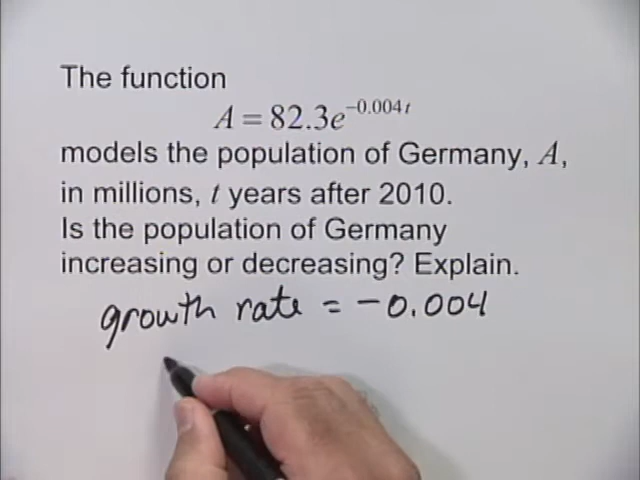 The function
A = 82.3e^{-0.004t}
models the population of Germany, A,
in millions, t years after 2010.
Is the population of Germany
increasing or decreasing? Explain.
growth rate = -0.004